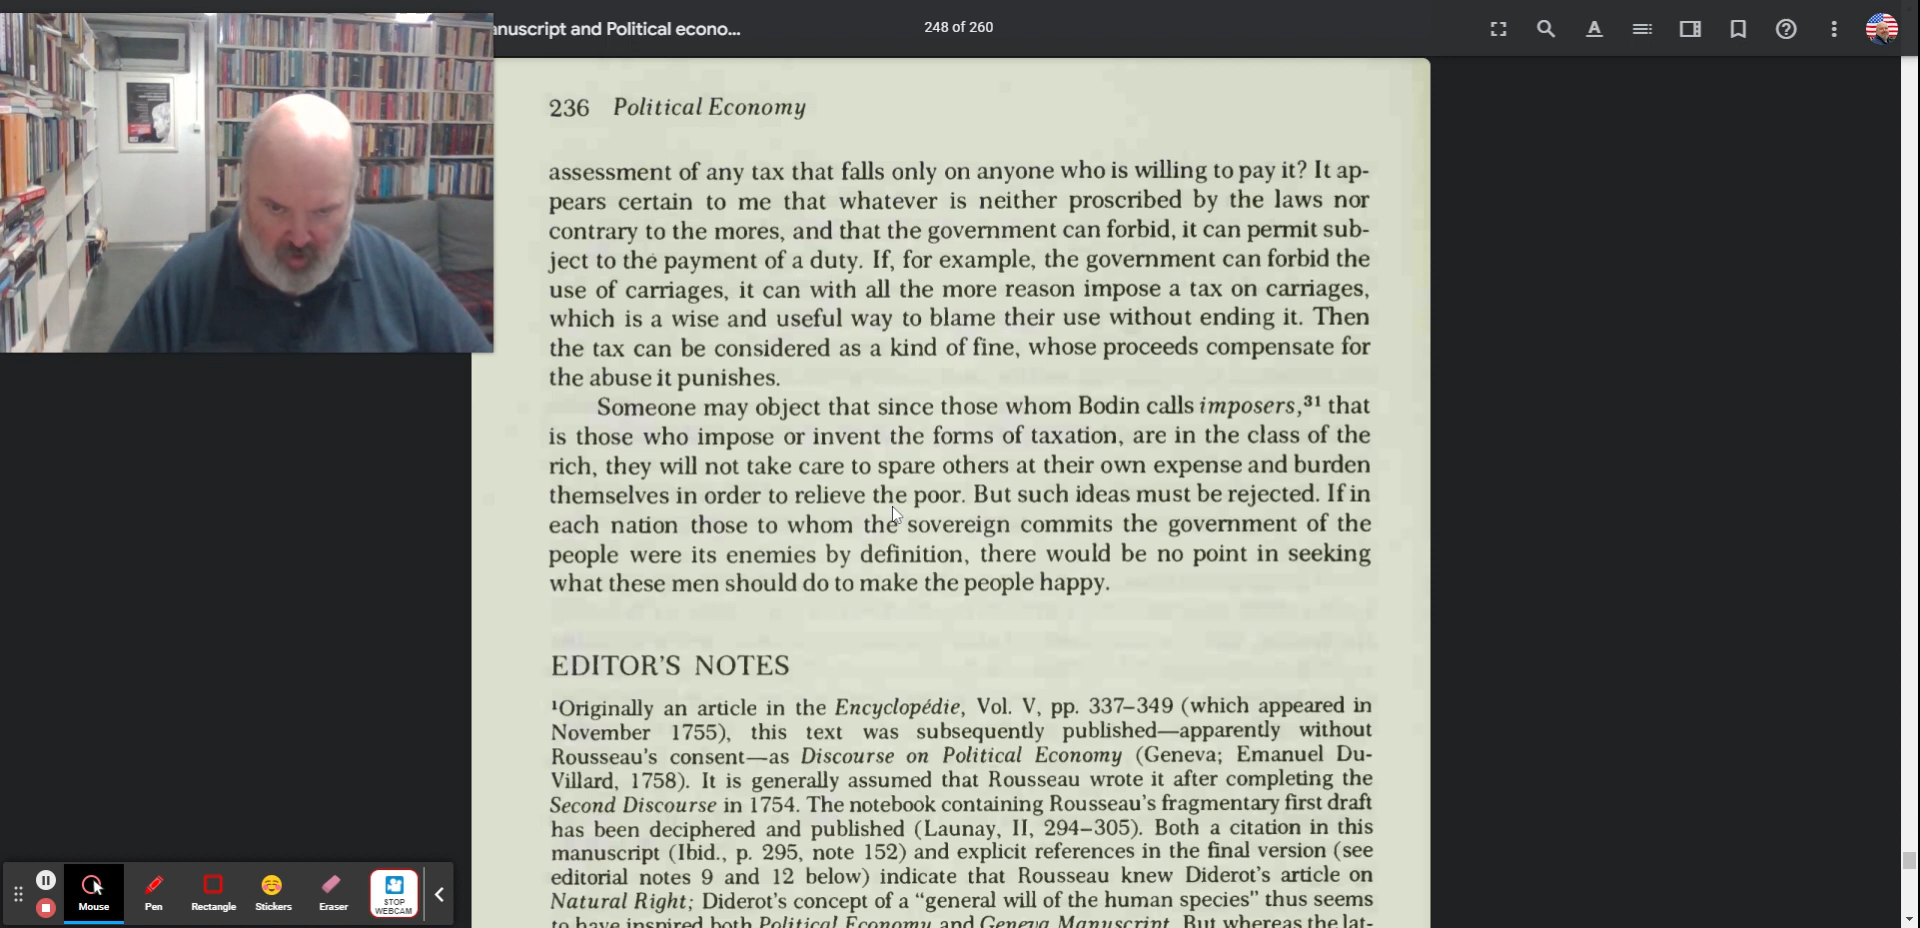 anuscript and Political econo...
248 of 260
236 Political Economy
assessment of any tax that falls only on anyone who is willing to pay it? It ap-
pears certain to me that whatever is neither proscribed by the laws nor
contrary to the mores, and that the government can forbid, it can permit sub-
ject to the payment of a duty. If, for example, the government can forbid the
use of carriages, it can with all the more reason impose a tax on carriages,
which is a wise and useful way to blame their use without ending it. Then
the tax can be considered as a kind of fine, whose proceeds compensate for
the abuse it punishes.
Someone may object that since those whom Bodin calls imposers,³¹ that
is those who impose or invent the forms of taxation, are in the class of the
rich, they will not take care to spare others at their own expense and burden
themselves in order to relieve the poor. But such ideas must be rejected. If in
each nation those to whom the sovereign commits the government of the
people were its enemies by definition, there would be no point in seeking
what these men should do to make the people happy.
EDITOR'S NOTES
¹Originally an article in the Encyclopédie, Vol. V, pp. 337–349 (which appeared in
November 1755), this text was subsequently published—apparently without
Rousseau's consent—as Discourse on Political Economy (Geneva; Emanuel Du-
Villard, 1758). It is generally assumed that Rousseau wrote it after completing the
Second Discourse in 1754. The notebook containing Rousseau's fragmentary first draft
has been deciphered and published (Launay, II, 294–305). Both a citation in this
manuscript (Ibid., p. 295, note 152) and explicit references in the final version (see
editorial notes 9 and 12 below) indicate that Rousseau knew Diderot's article on
Natural Right; Diderot's concept of a "general will of the human species" thus seems
to have inspired both Political Economy and Geneva Manuscript. But whereas the lat-
Mouse
Pen
Rectangle
Stickers
Eraser
STOP
WEBCAM